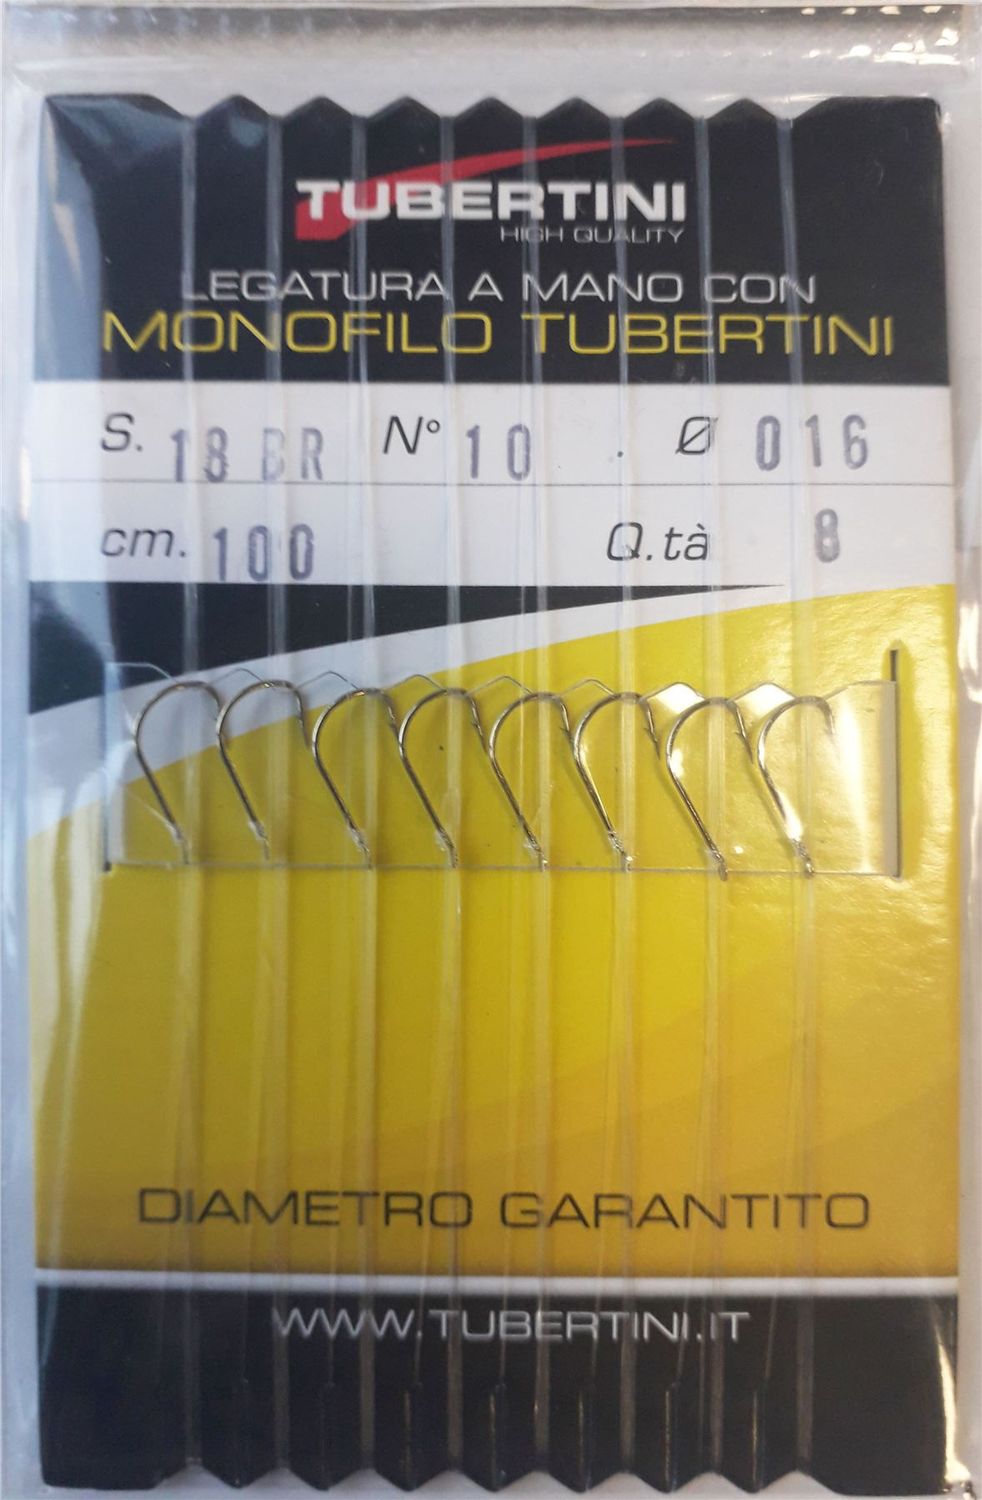 TUBERTINI
HIGH QUALITY
LEGATURA A MANO CON
MONOFILO TUBERTINI
S. 18 BR N° 10 . Ø 016
cm. 100 Q.tà 8
DIAMETRO GARANTITO
WWW.TUBERTINI.IT